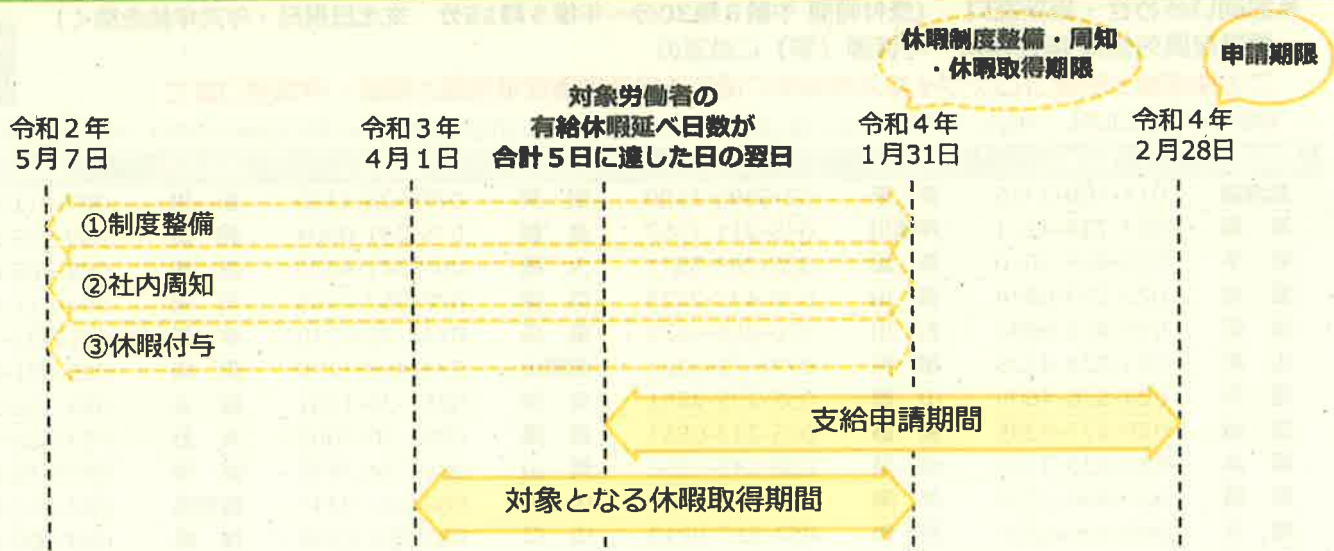 休暇制度整備・周知
・休暇取得期限
申請期限
令和２年
５月７日
令和３年
４月１日
対象労働者の
有給休暇延べ日数が
合計５日に達した日の翌日
令和４年
１月31日
令和４年
２月28日
①制度整備
②社内周知
③休暇付与
支給申請期間
対象となる休暇取得期間